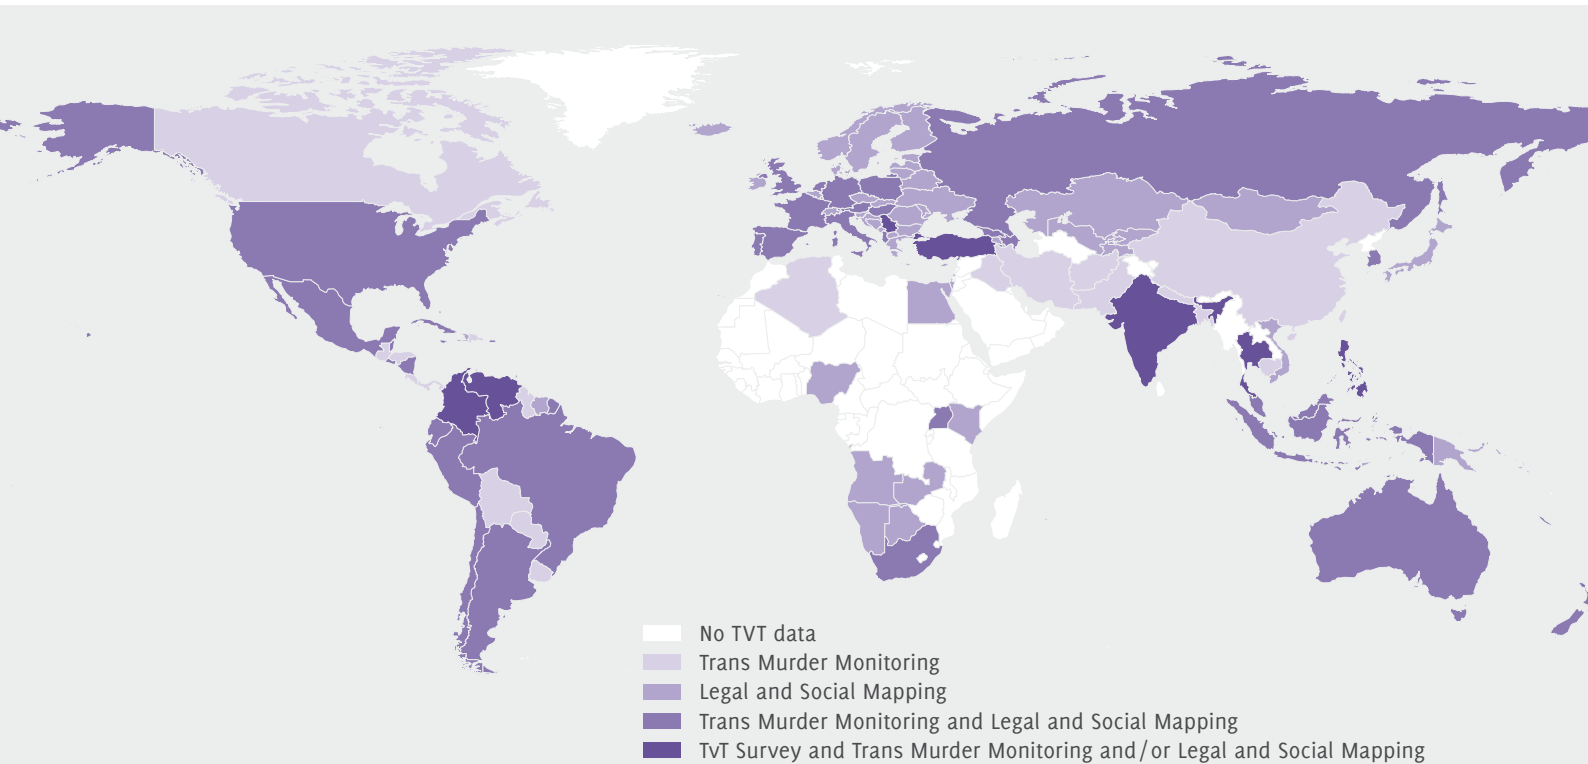 No TVT data
Trans Murder Monitoring
Legal and Social Mapping
Trans Murder Monitoring and Legal and Social Mapping
TvT Survey and Trans Murder Monitoring and/or Legal and Social Mapping